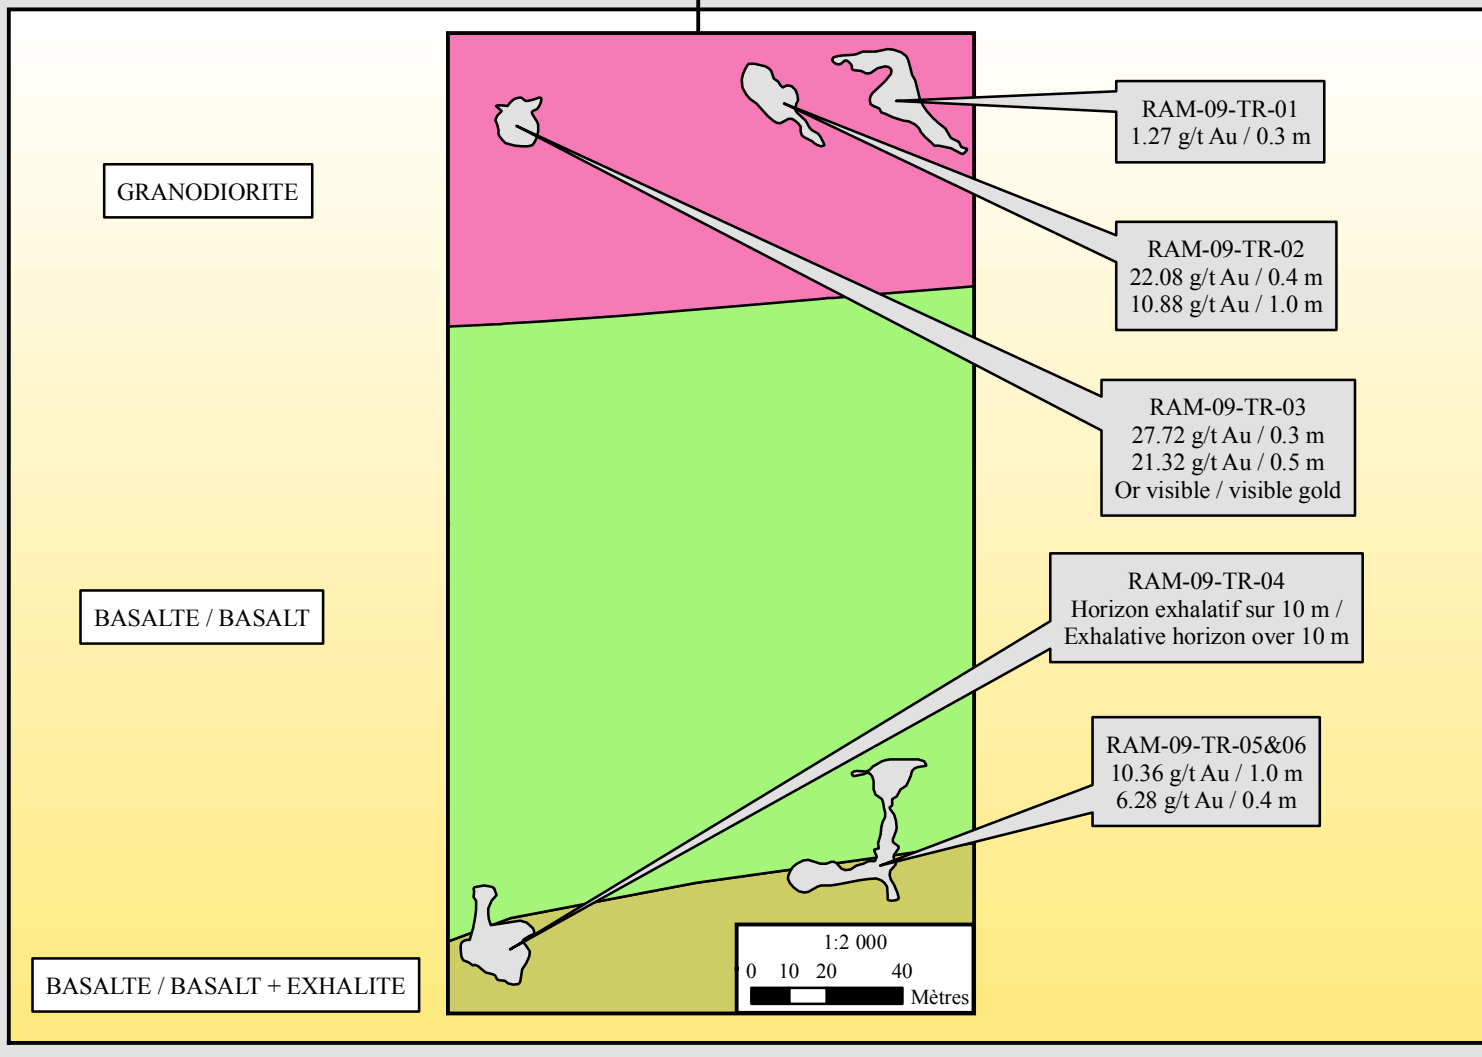 RAM-09-TR-01
1.27 g/t Au / 0.3 m
GRANODIORITE
RAM-09-TR-02
22.08 g/t Au / 0.4 m
10.88 g/t Au / 1.0 m
RAM-09-TR-03
27.72 g/t Au / 0.3 m
21.32 g/t Au / 0.5 m
Or visible / visible gold
BASALTE / BASALT
RAM-09-TR-04
Horizon exhalatif sur 10 m /
Exhalative horizon over 10 m
RAM-09-TR-05&06
10.36 g/t Au / 1.0 m
6.28 g/t Au / 0.4 m
BASALTE / BASALT + EXHALITE
1:2 000
0 10 20 40
Mètres